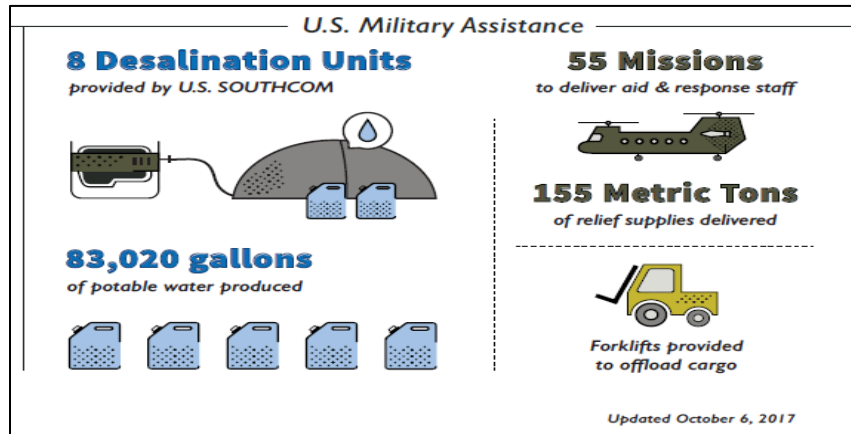 U.S. Military Assistance
8 Desalination Units
provided by U.S. SOUTHCOM
83,020 gallons
of potable water produced
55 Missions
to deliver aid & response staff
155 Metric Tons
of relief supplies delivered
Forklifts provided
to offload cargo
Updated October 6, 2017